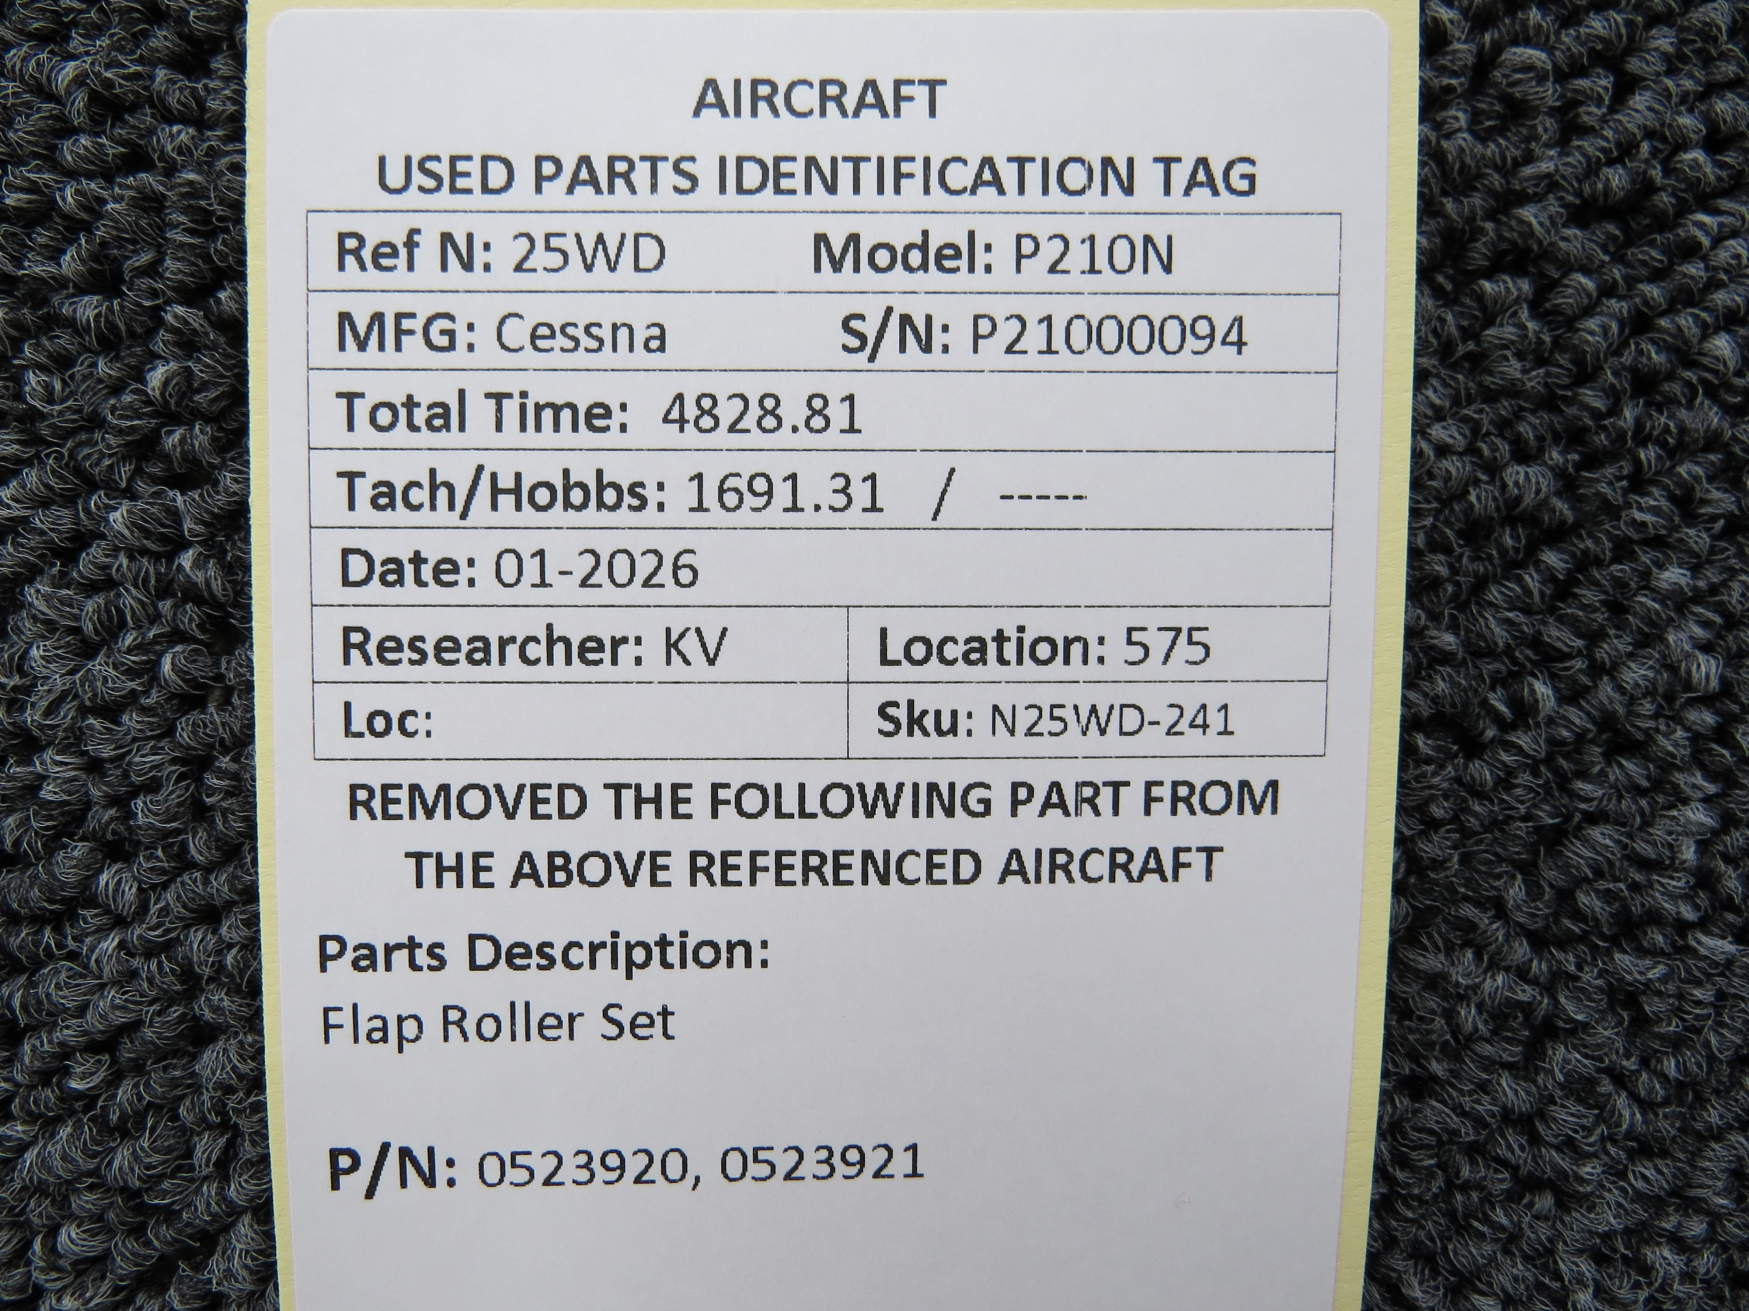 AIRCRAFT
USED PARTS IDENTIFICATION TAG
Ref N: 25WD Model: P210N
MFG: Cessna S/N: P21000094
Total Time: 4828.81
Tach/Hobbs: 1691.31 / -----
Date: 01-2026
Researcher: KV Location: 575
Loc: Sku: N25WD-241
REMOVED THE FOLLOWING PART FROM
THE ABOVE REFERENCED AIRCRAFT
Parts Description:
Flap Roller Set
P/N: 0523920, 0523921